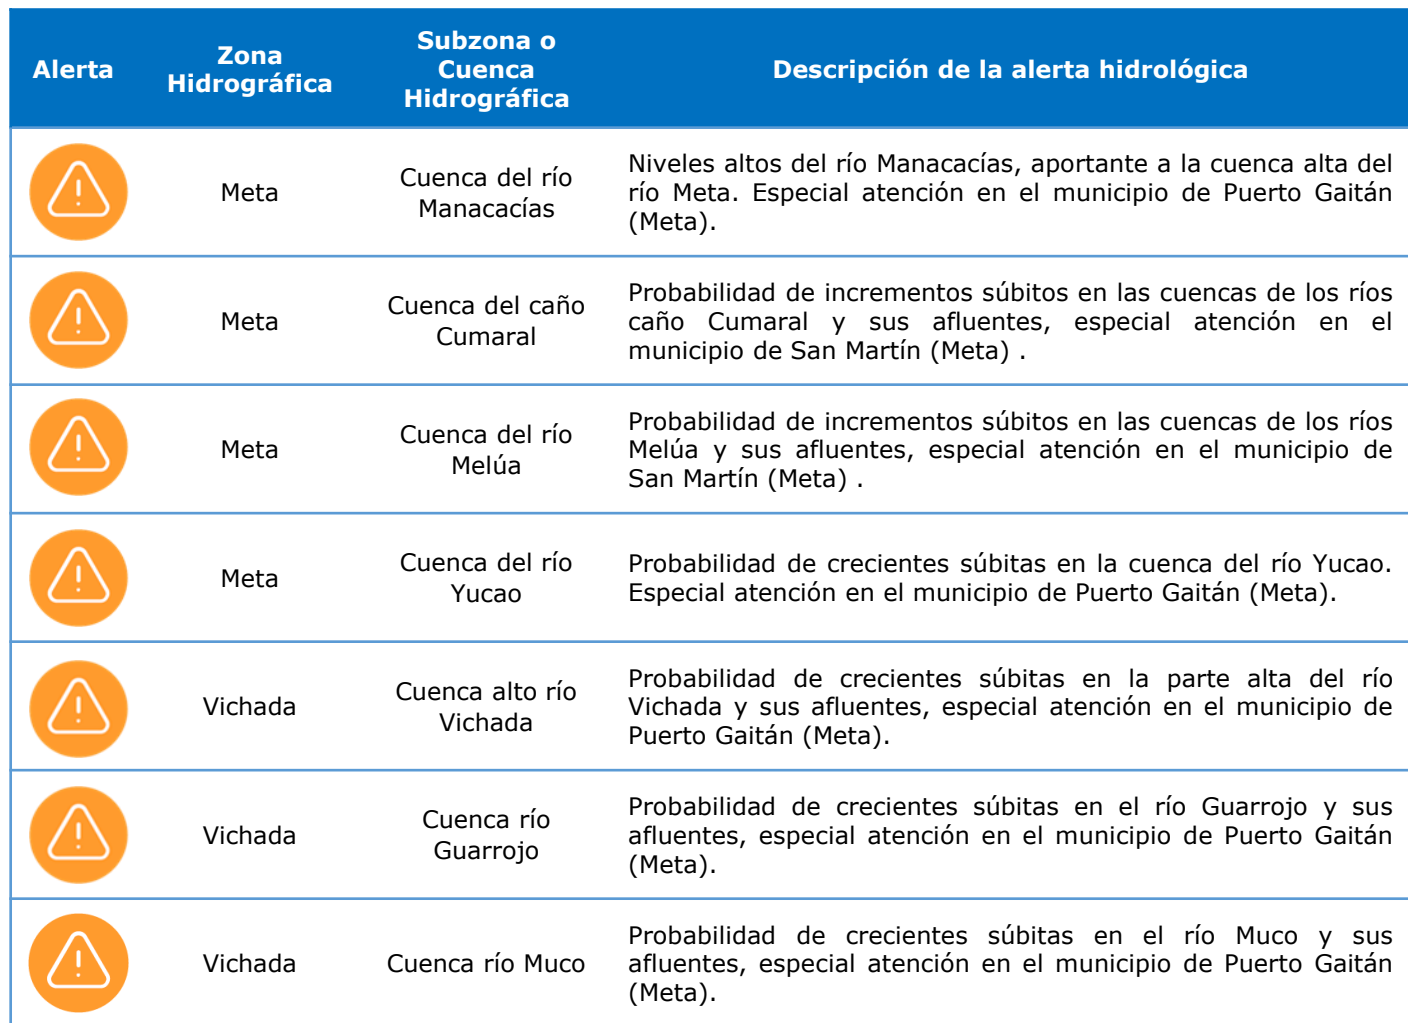 Alerta
Zona
Hidrográfica
Subzona o
Cuenca
Hidrográfica
Descripción de la alerta hidrológica
Meta
Cuenca del río
Manacacías
Niveles altos del río Manacacías, aportante a la cuenca alta del
río Meta. Especial atención en el municipio de Puerto Gaitán
(Meta).
Meta
Cuenca del caño
Cumaral
Probabilidad de incrementos súbitos en las cuencas de los ríos
caño Cumaral y sus afluentes, especial atención en el
municipio de San Martín (Meta) .
Meta
Cuenca del río
Melúa
Probabilidad de incrementos súbitos en las cuencas de los ríos
Melúa y sus afluentes, especial atención en el municipio de
San Martín (Meta) .
Meta
Cuenca del río
Yucao
Probabilidad de crecientes súbitas en la cuenca del río Yucao.
Especial atención en el municipio de Puerto Gaitán (Meta).
Vichada
Cuenca alto río
Vichada
Probabilidad de crecientes súbitas en la parte alta del río
Vichada y sus afluentes, especial atención en el municipio de
Puerto Gaitán (Meta).
Vichada
Cuenca río
Guarrojo
Probabilidad de crecientes súbitas en el río Guarrojo y sus
afluentes, especial atención en el municipio de Puerto Gaitán
(Meta).
Vichada
Cuenca río Muco
Probabilidad de crecientes súbitas en el río Muco y sus
afluentes, especial atención en el municipio de Puerto Gaitán
(Meta).